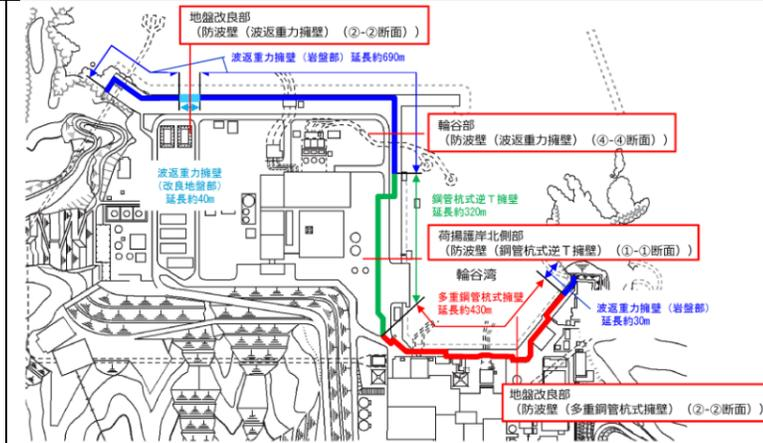 地盤改良部
（防波壁（波返重力擁壁）（②-②断面））
波返重力擁壁（岩盤部）延長約690m
輪谷部
（防波壁（波返重力擁壁）（④-④断面））
波返重力擁壁
（改良地盤部）
延長約40m
鋼管杭式逆Ｔ擁壁
延長約320m
荷揚護岸北側部
（防波壁（鋼管杭式逆Ｔ擁壁）（①-①断面））
輪谷湾
多重鋼管杭式擁壁
延長約430m
波返重力擁壁（岩盤部）
延長約30m
地盤改良部
（防波壁（多重鋼管杭式擁壁）（②-②断面））